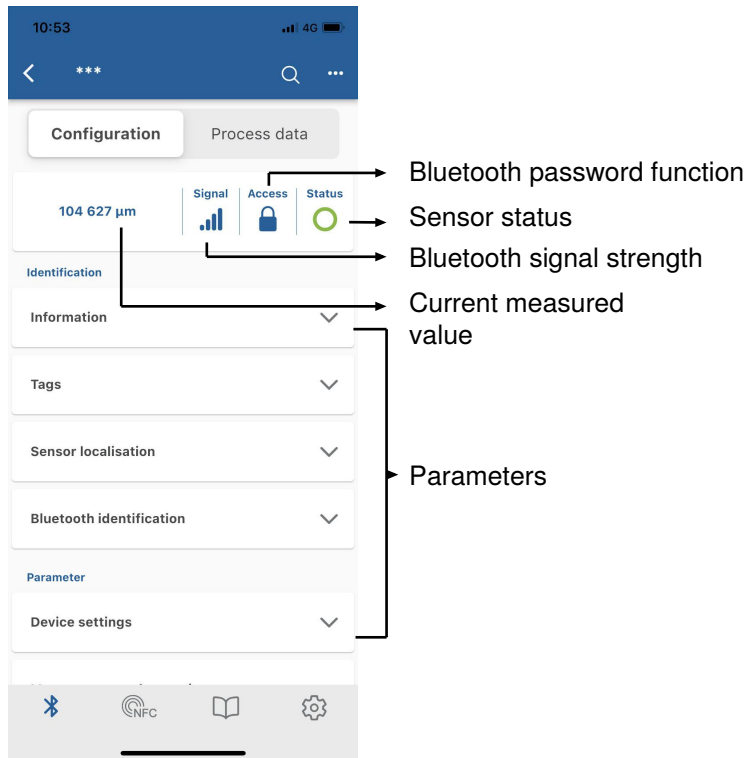 10:53
4G
***
Configuration
Process data
104 627 µm
Signal
Access
Status
Bluetooth password function
Sensor status
Bluetooth signal strength
Current measured
value
Identification
Information
Tags
Sensor localisation
Bluetooth identification
Parameters
Parameter
Device settings
NFC